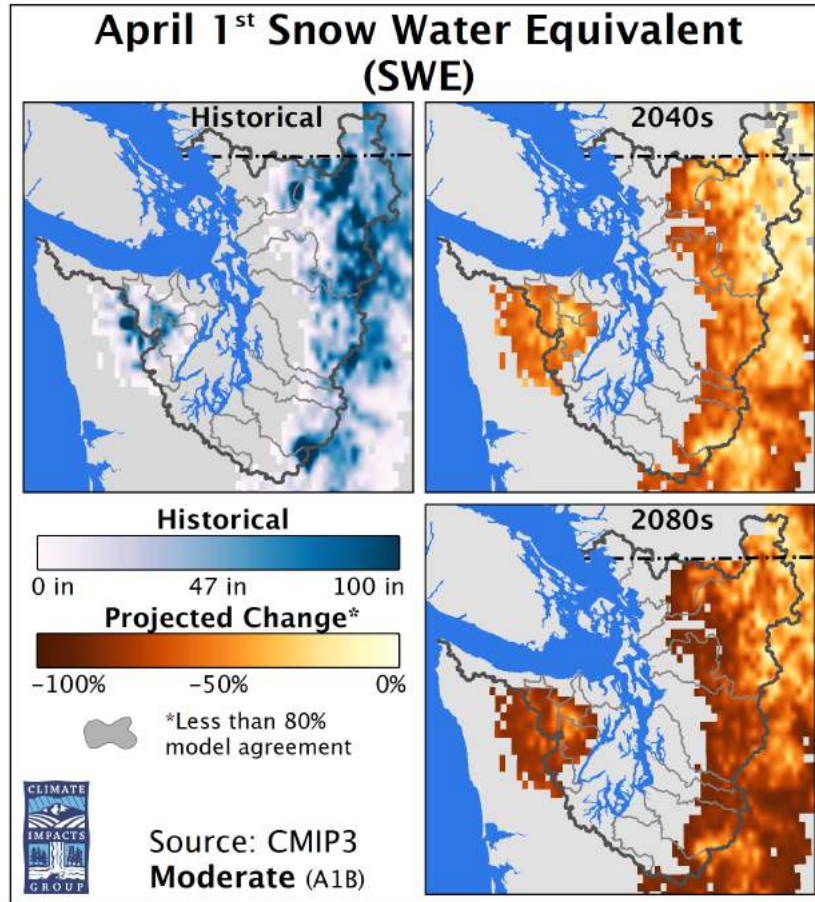 April 1st Snow Water Equivalent
(SWE)
Historical
2040s
Historical
0 in 47 in 100 in
Projected Change*
-100% -50% 0%
*Less than 80%
model agreement
2080s
CLIMATE
IMPACTS
GROUP
Source: CMIP3
Moderate (A1B)